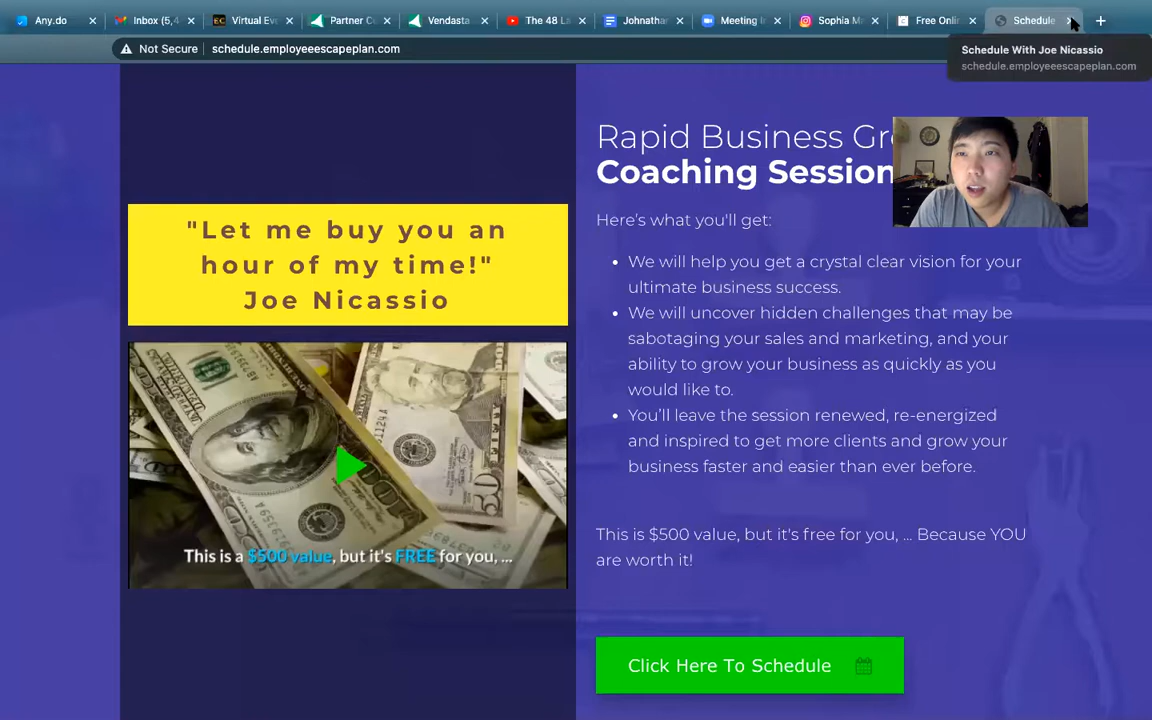 Any.do
Inbox (5,4
Virtual Eve
Partner Ce
Vendasta
The 48 La
Johnathar
Meeting I
Sophia Ma
Free Onli
Schedule
Not Secure
schedule.employeeescapeplan.com
Schedule With Joe Nicassio
schedule.employeeescapeplan.com
Rapid Business Gr
Coaching Session
"Let me buy you an
hour of my time!"
Joe Nicassio
This is a $500 value, but it's FREE for you, ...
Here's what you'll get:
• We will help you get a crystal clear vision for your
ultimate business success.
• We will uncover hidden challenges that may be
sabotaging your sales and marketing, and your
ability to grow your business as quickly as you
would like to.
• You'll leave the session renewed, re-energized
and inspired to get more clients and grow your
business faster and easier than ever before.
This is $500 value, but it's free for you, ... Because YOU
are worth it!
Click Here To Schedule